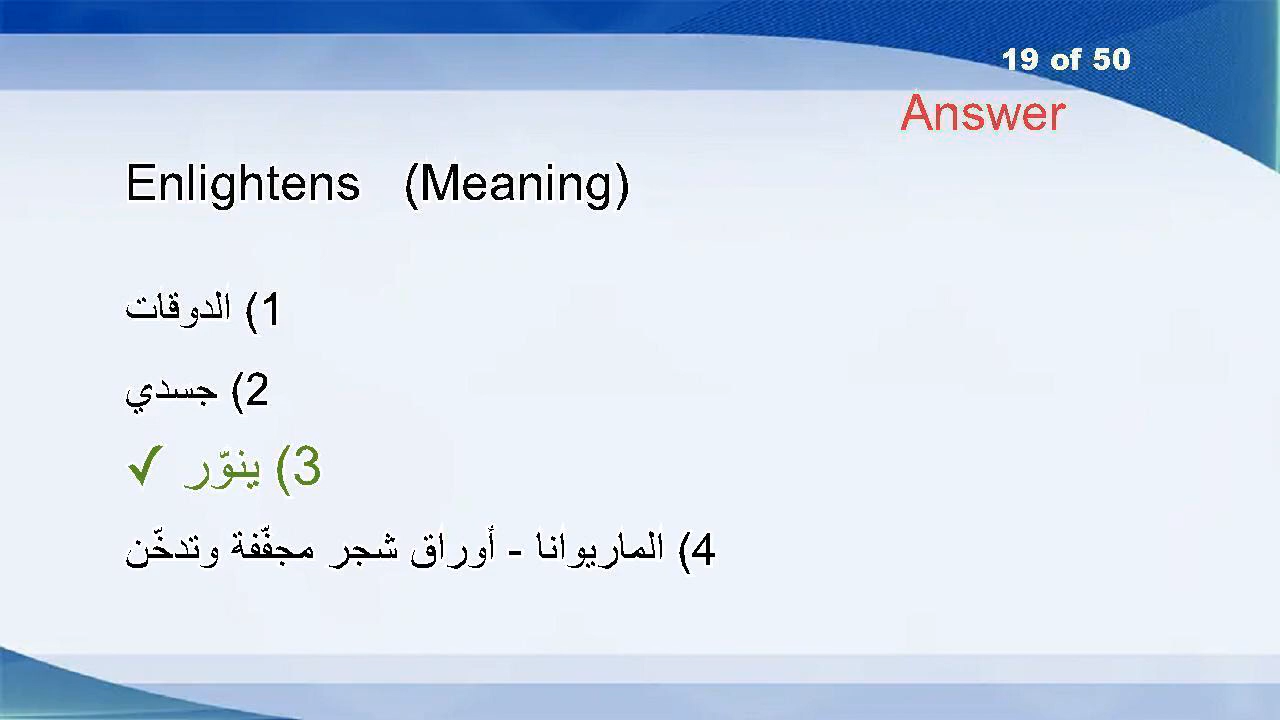 19 of 50
Answer
Enlightens (Meaning)
1) الدوقات
2) جسدي
3) ينوّر ✓
4) الماريوانا - أوراق شجر مجفّفة وتدخّن